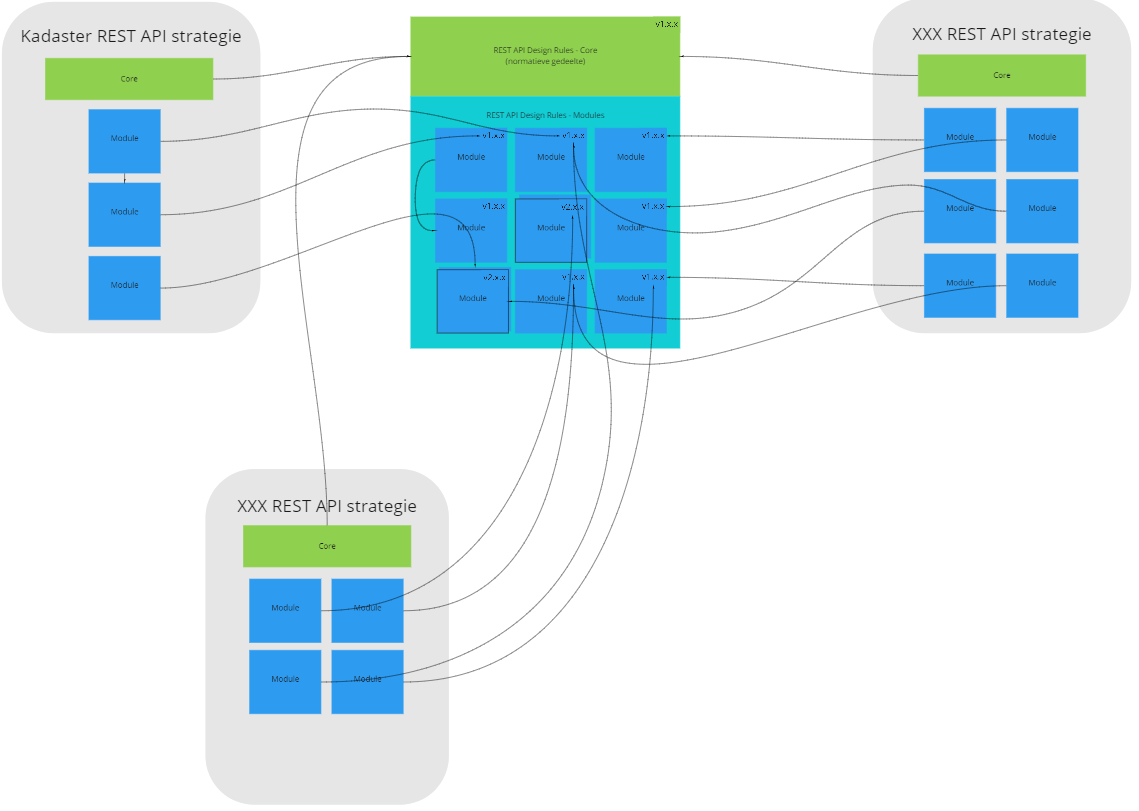 Kadaster REST API strategie
Core
Module
Module
Module
v1.x.x
REST API Design Rules - Core
(normatieve gedeelte)
REST API Design Rules - Modules
v1.x.x
v1.x.x
v1.x.x
Module
Module
Module
v1.x.x
v2.x.x
v1.x.x
Module
Module
Module
v2.x.x
v1.x.x
v1.x.x
Module
Module
Module
XXX REST API strategie
Core
Module
Module
Module
Module
Module
Module
XXX REST API strategie
Core
Module
Module
Module
Module